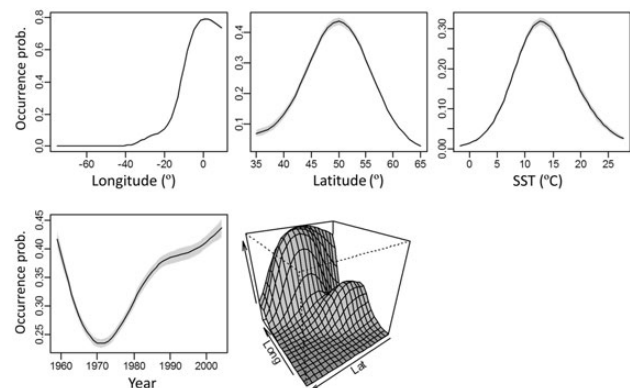 Occurrence prob.
0.8
0.6
0.4
0.2
0.0
-60 -40 -20 0
Longitude (º)
0.4
0.3
0.2
0.1
35 40 45 50 55 60 65
Latitude (º)
0.30
0.20
0.10
0.00
0 5 10 15 20 25
SST (ºC)
Occurrence prob.
0.45
0.40
0.35
0.30
0.25
1960 1970 1980 1990 2000
Year
Long
Lat